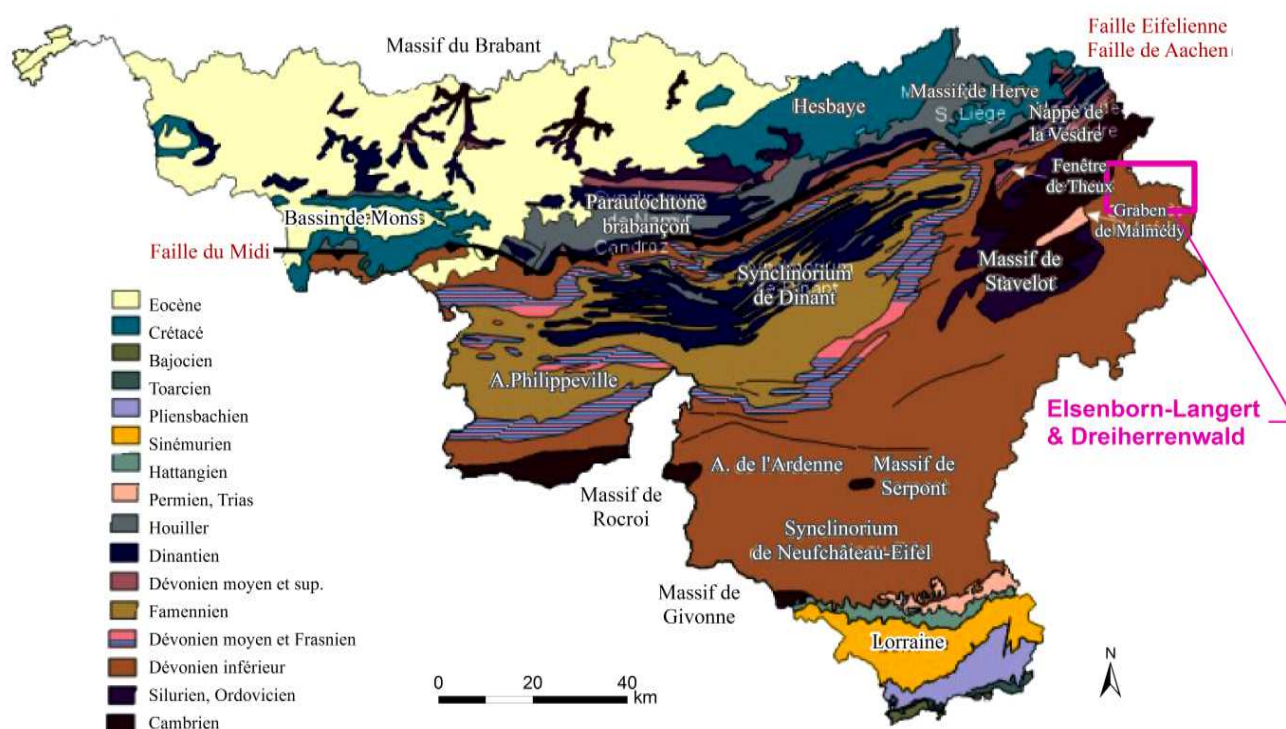 Faille Eifelienne
Faille de Aachen
Massif du Brabant
Massif de Herve
S. Liège
Hesbaye
Nappe de
la Vesdre
Fenêtre
de Theux
Parautochtone
brabançon
Bassin de Mons
Graben
de Malmédy
Faille du Midi
Massif de
Stavelot
Synclinorium
de Dinant
A.Philippeville
Elsenborn-Langert
& Dreiherrenwald
A. de l'Ardenne
Massif de
Serpont
Massif de
Rocroi
Synclinorium
de Neufchâteau-Eifel
Massif de
Givonne
Lorraine
Eocène
Crétacé
Bajocien
Toarcien
Pliensbachien
Sinémurien
Hattangien
Permien, Trias
Houiller
Dinantien
Dévonien moyen et sup.
Famennien
Dévonien moyen et Frasnien
Dévonien inférieur
Silurien, Ordovicien
Cambrien
0 20 40
km
N